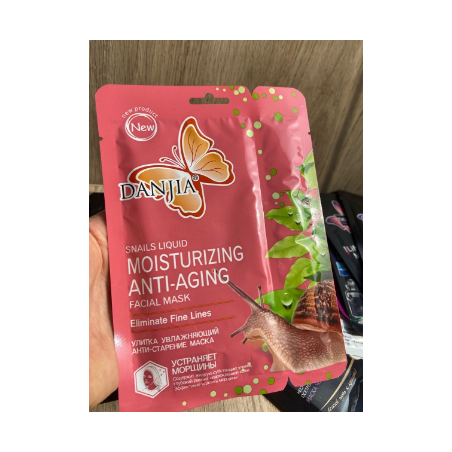 new product
New
DANJIA®
SNAILS LIQUID
MOISTURIZING
ANTI-AGING
FACIAL MASK
Eliminate Fine Lines
УЛИТКА УВЛАЖНЯЮЩИЙ
АНТИ-СТАРЕНИЕ МАСКА
УСТРАНЯЕТ
МОРЩИНЫ